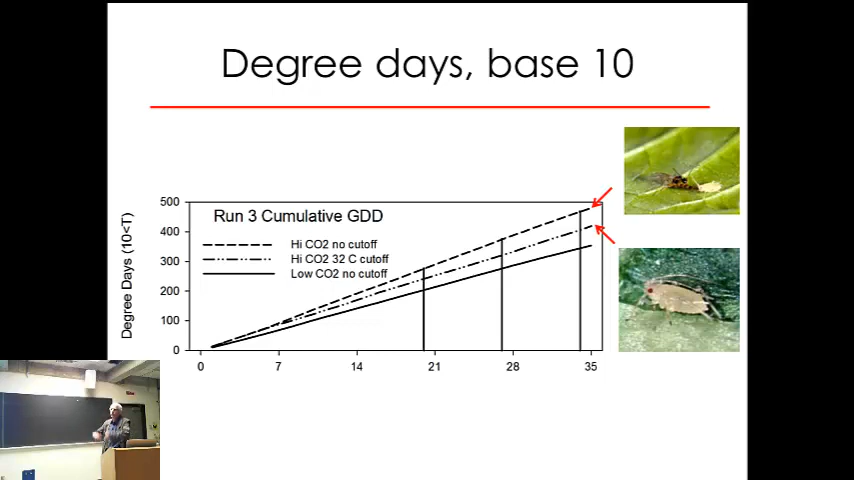 Degree days, base 10
Run 3 Cumulative GDD
Hi CO2 no cutoff
Hi CO2 32 C cutoff
Low CO2 no cutoff
Degree Days (10<T)
500
400
300
200
100
0
0 7 14 21 28 35